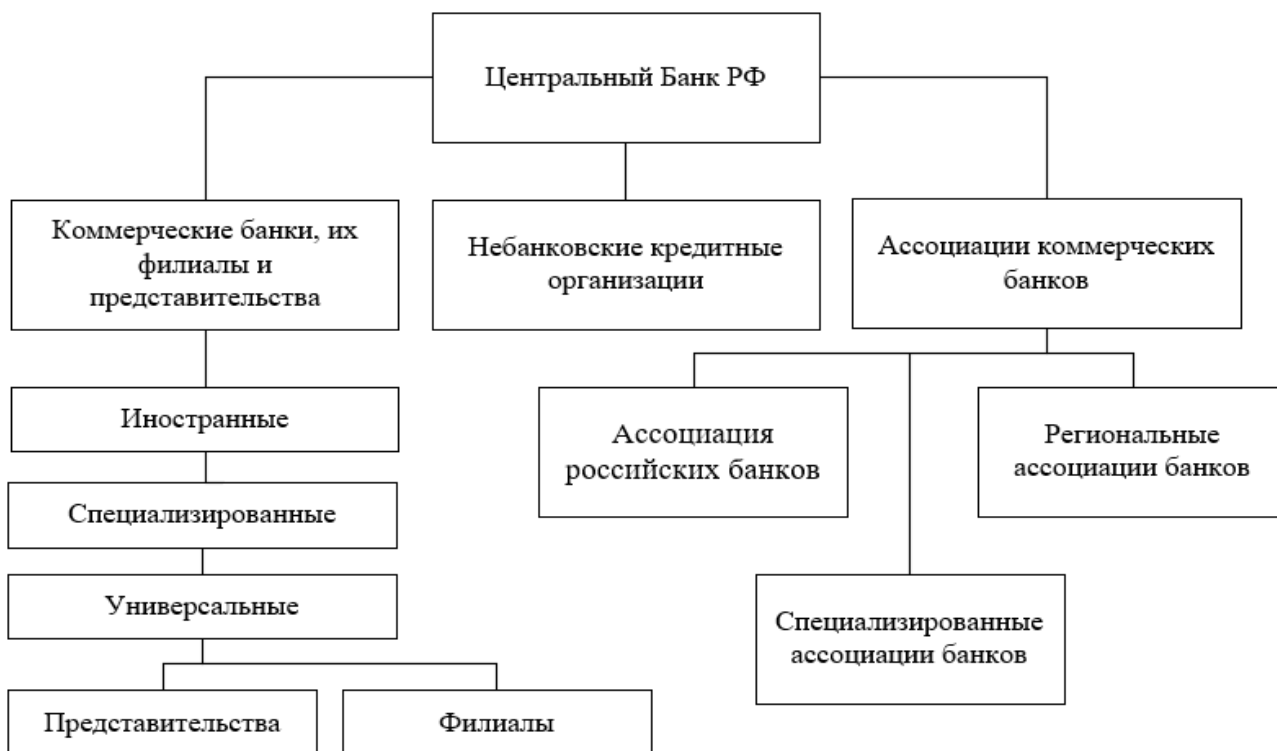 Центральный Банк РФ
Коммерческие банки, их
филиалы и
представительства
Небанковские кредитные
организации
Ассоциации коммерческих
банков
Иностранные
Специализированные
Универсальные
Представительства
Филиалы
Ассоциация
российских банков
Региональные
ассоциации банков
Специализированные
ассоциации банков